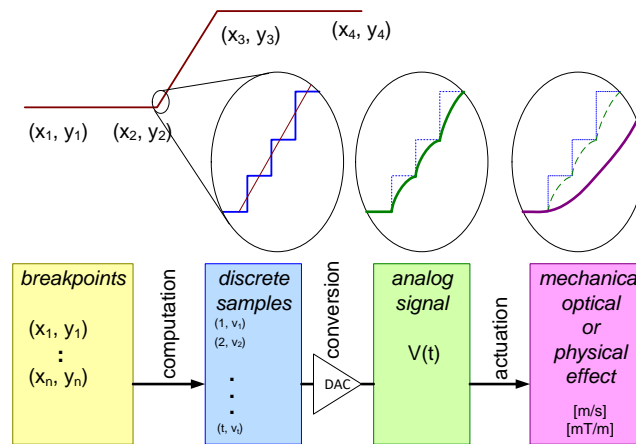 (x3, y3)
(x4, y4)
(x1, y1)
(x2, y2)
breakpoints
(x1, y1)
:
(xn, yn)
computation
discrete
samples
(1, v1)
(2, v2)
.
.
.
(t, vt)
conversion
DAC
analog
signal
V(t)
actuation
mechanical
optical
or
physical
effect
[m/s]
[mT/m]